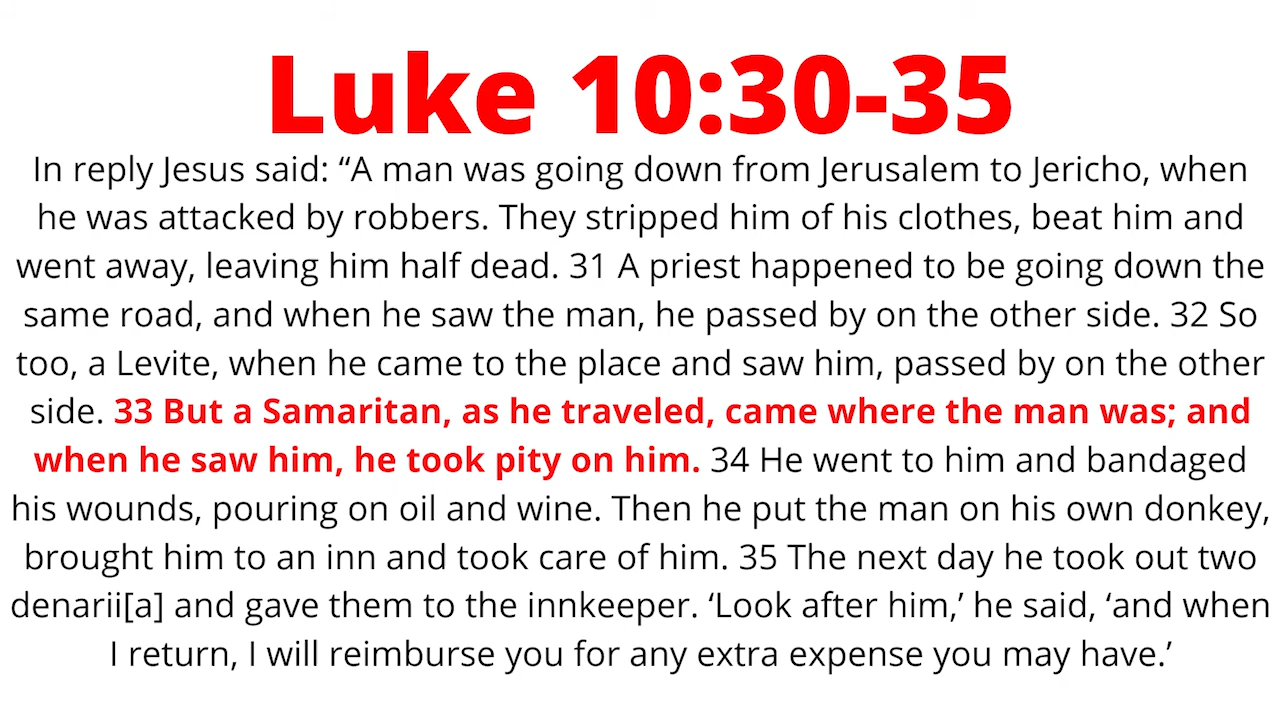 Luke 10:30-35
In reply Jesus said: “A man was going down from Jerusalem to Jericho, when
he was attacked by robbers. They stripped him of his clothes, beat him and
went away, leaving him half dead. 31 A priest happened to be going down the
same road, and when he saw the man, he passed by on the other side. 32 So
too, a Levite, when he came to the place and saw him, passed by on the other
side. 33 But a Samaritan, as he traveled, came where the man was; and
when he saw him, he took pity on him. 34 He went to him and bandaged
his wounds, pouring on oil and wine. Then he put the man on his own donkey,
brought him to an inn and took care of him. 35 The next day he took out two
denarii[a] and gave them to the innkeeper. ‘Look after him,’ he said, ‘and when
I return, I will reimburse you for any extra expense you may have.’